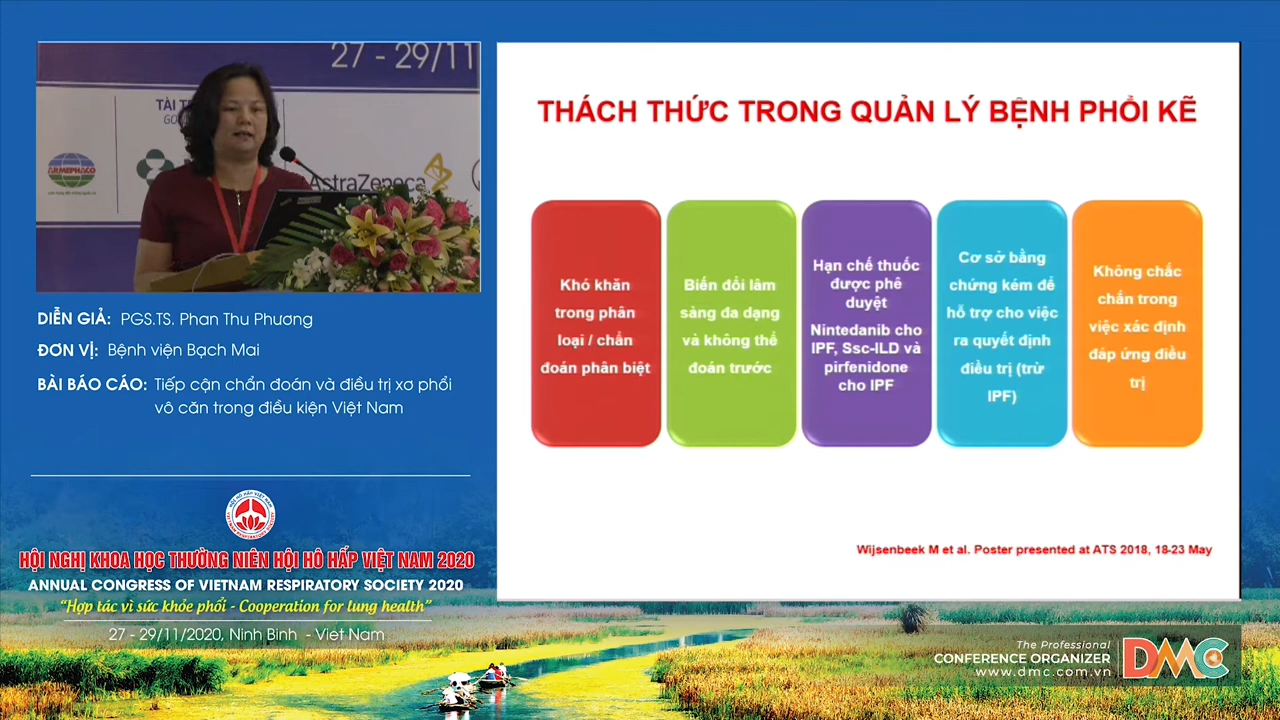 27 - 29/11
TÀI T
ARMEPHACO
AstraZeneca
DIỄN GIẢ: PGS.TS. Phan Thu Phương
ĐƠN VỊ: Bệnh viện Bạch Mai
BÀI BÁO CÁO: Tiếp cận chẩn đoán và điều trị xơ phổi
vô căn trong điều kiện Việt Nam
HỘI NGHỊ KHOA HỌC THƯỜNG NIÊN HỘI HÔ HẤP VIỆT NAM 2020
ANNUAL CONGRESS OF VIETNAM RESPIRATORY SOCIETY 2020
“Hợp tác vì sức khỏe phổi - Cooperation for lung health”
27 - 29/11/2020, Ninh Binh - Viet Nam
THÁCH THỨC TRONG QUẢN LÝ BỆNH PHỔI KẼ
Khó khăn
trong phân
loại / chẩn
đoán phân biệt
Biến đổi lâm
sàng đa dạng
và không thể
đoán trước
Hạn chế thuốc
được phê
duyệt
Nintedanib cho
IPF, Ssc-ILD và
pirfenidone
cho IPF
Cơ sở bằng
chứng kém để
hỗ trợ cho việc
ra quyết định
điều trị (trừ
IPF)
Không chắc
chắn trong
việc xác định
đáp ứng điều
trị
Wijsenbeek M et al. Poster presented at ATS 2018, 18-23 May
The Professional
CONFERENCE ORGANIZER
www.dmc.com.vn
DMC